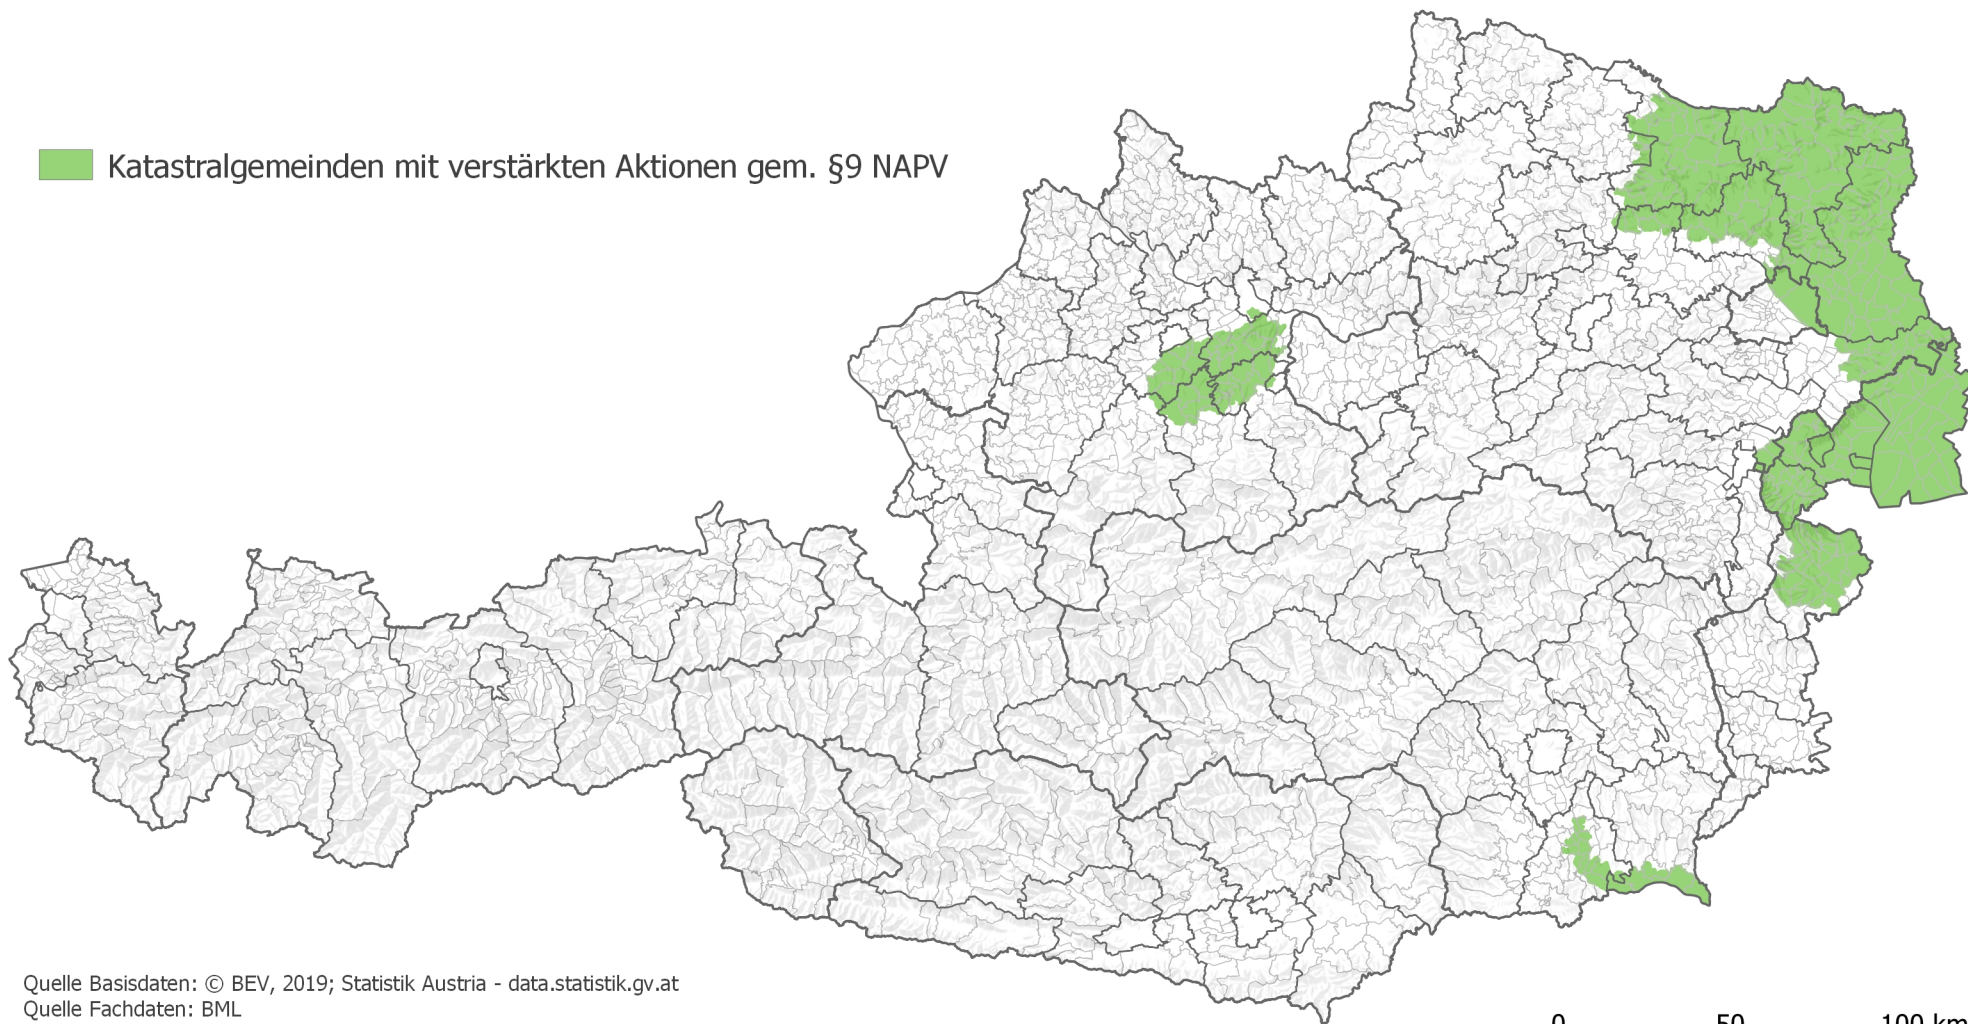 Katastralgemeinden mit verstärkten Aktionen gem. §9 NAPV
Quelle Basisdaten: © BEV, 2019; Statistik Austria - data.statistik.gv.at
Quelle Fachdaten: BML
0 50 100 km